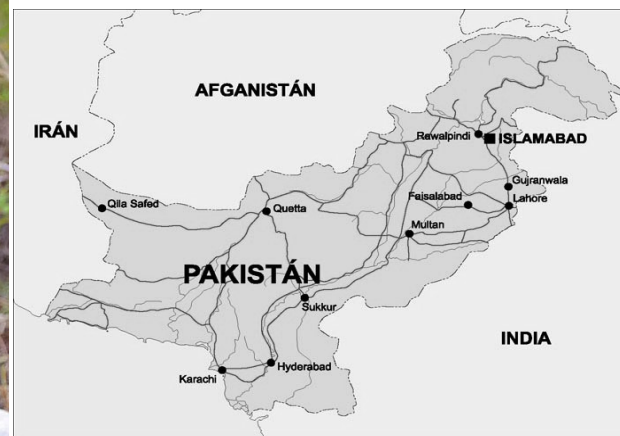 AFGANISTÁN
IRÁN
Rawalpindi
ISLAMABAD
Gujranwala
Faisalabad
Lahore
Qila Safed
Quetta
Multan
PAKISTÁN
Sukkur
INDIA
Hyderabad
Karachi